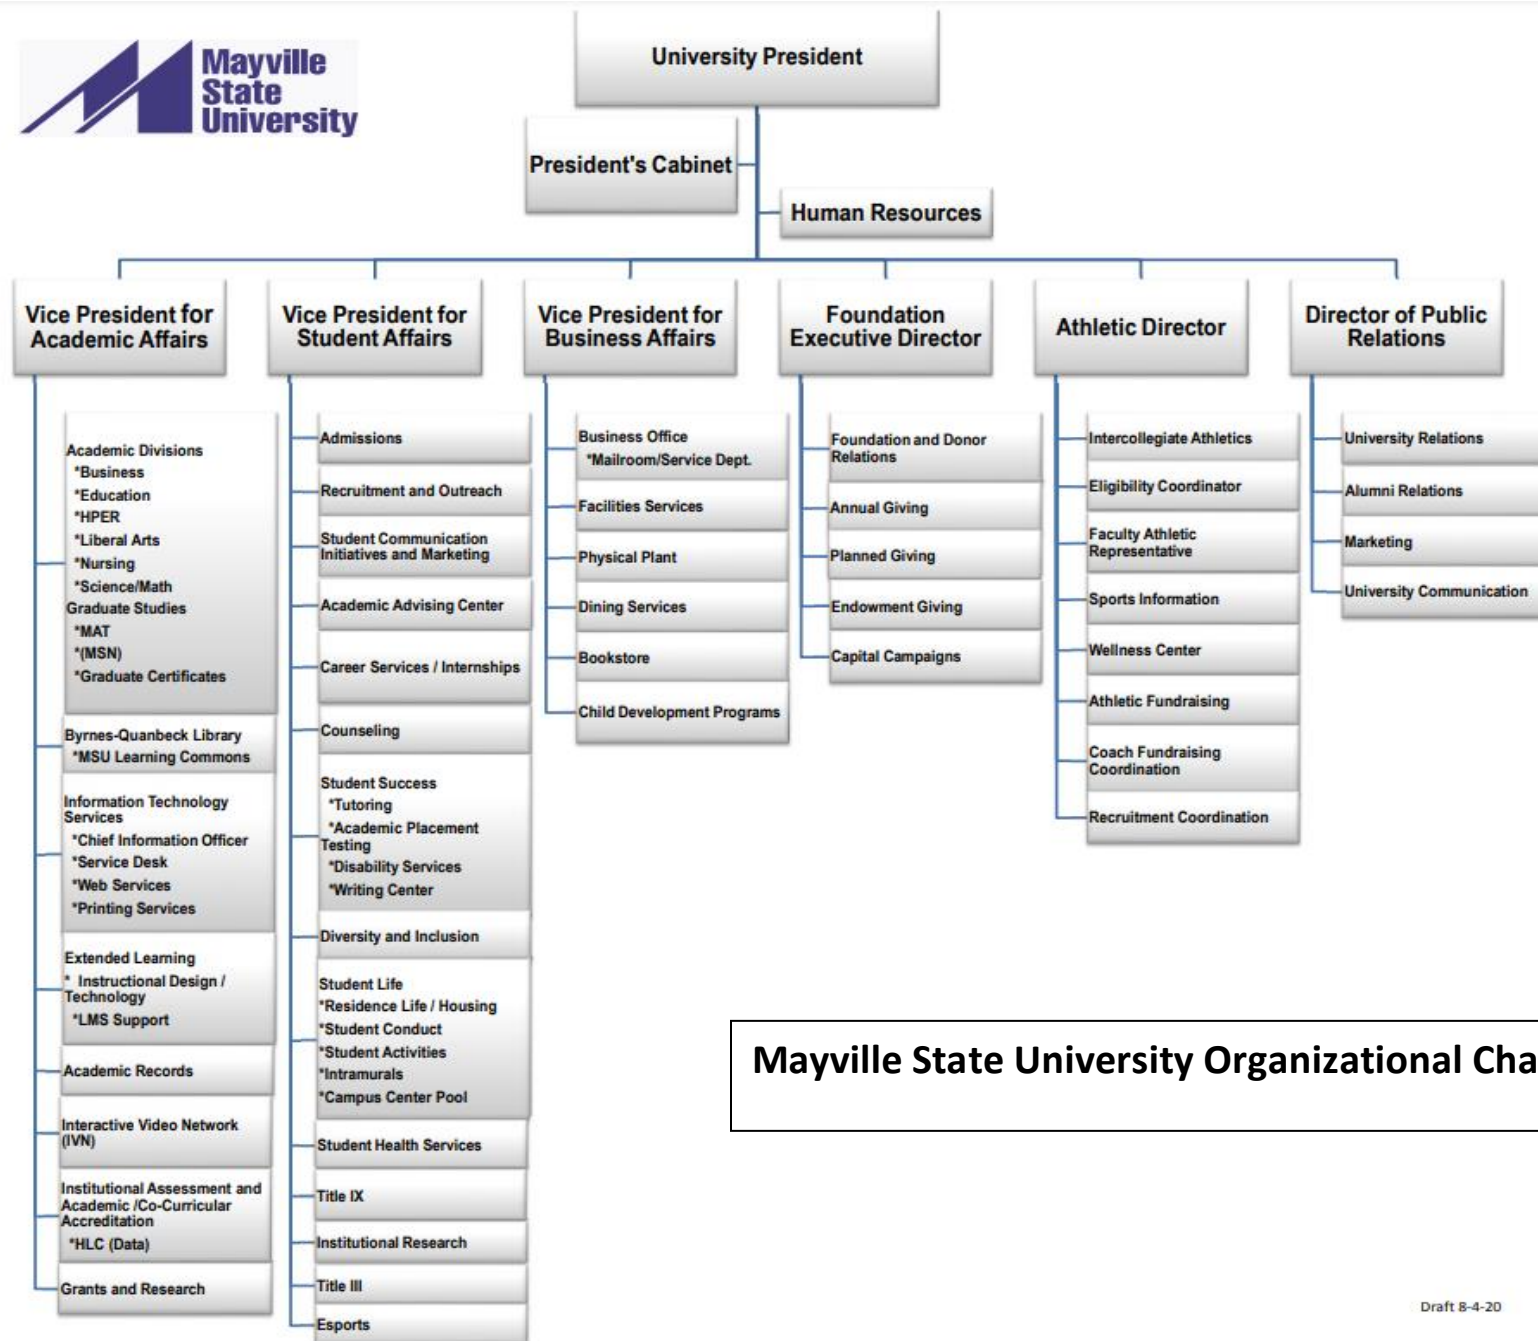 Mayville
State
University
University President
President's Cabinet
Human Resources
Vice President for
Academic Affairs
Academic Divisions
*Business
*Education
*HPER
*Liberal Arts
*Nursing
*Science/Math
Graduate Studies
*MAT
*(MSN)
*Graduate Certificates
Byrnes-Quanbeck Library
*MSU Learning Commons
Information Technology
Services
*Chief Information Officer
*Service Desk
*Web Services
*Printing Services
Extended Learning
* Instructional Design /
Technology
*LMS Support
Academic Records
Interactive Video Network
(IVN)
Institutional Assessment and
Academic /Co-Curricular
Accreditation
*HLC (Data)
Grants and Research
Vice President for
Student Affairs
Admissions
Recruitment and Outreach
Student Communication
Initiatives and Marketing
Academic Advising Center
Career Services / Internships
Counseling
Student Success
*Tutoring
*Academic Placement
Testing
*Disability Services
*Writing Center
Diversity and Inclusion
Student Life
*Residence Life / Housing
*Student Conduct
*Student Activities
*Intramurals
*Campus Center Pool
Student Health Services
Title IX
Institutional Research
Title III
Esports
Vice President for
Business Affairs
Business Office
*Mailroom/Service Dept.
Facilities Services
Physical Plant
Dining Services
Bookstore
Child Development Programs
Foundation
Executive Director
Foundation and Donor
Relations
Annual Giving
Planned Giving
Endowment Giving
Capital Campaigns
Athletic Director
Intercollegiate Athletics
Eligibility Coordinator
Faculty Athletic
Representative
Sports Information
Wellness Center
Athletic Fundraising
Coach Fundraising
Coordination
Recruitment Coordination
Director of Public
Relations
University Relations
Alumni Relations
Marketing
University Communication
Mayville State University Organizational Cha
Draft 8-4-20